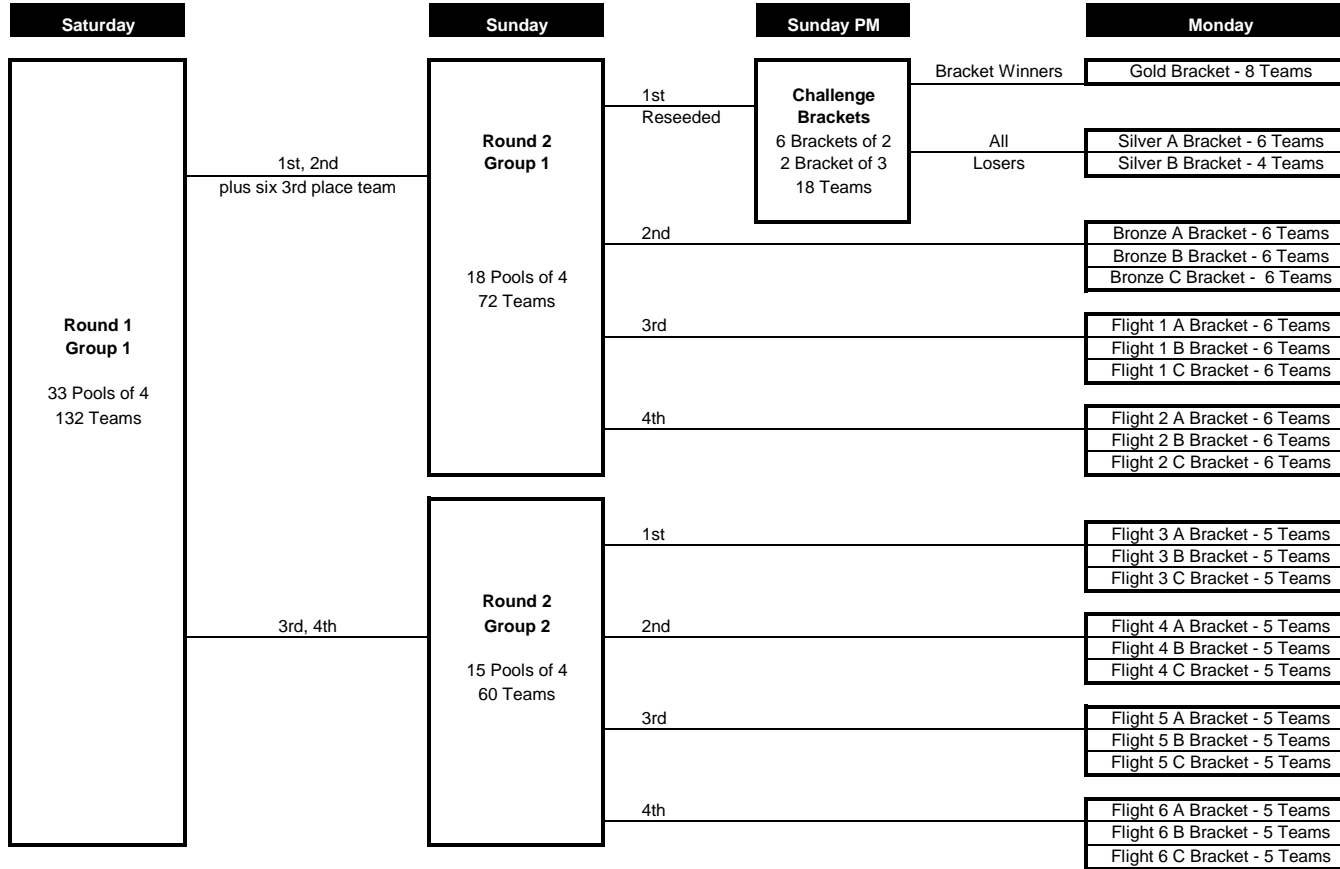 Saturday
Sunday
Sunday PM
Monday
Round 1
Group 1
33 Pools of 4
132 Teams
1st, 2nd
plus six 3rd place team
3rd, 4th
Round 2
Group 1
18 Pools of 4
72 Teams
1st
Reseeded
2nd
3rd
4th
Round 2
Group 2
15 Pools of 4
60 Teams
1st
2nd
3rd
4th
Challenge
Brackets
6 Brackets of 2
2 Bracket of 3
18 Teams
Bracket Winners
All
Losers
Gold Bracket - 8 Teams
Silver A Bracket - 6 Teams
Silver B Bracket - 4 Teams
Bronze A Bracket - 6 Teams
Bronze B Bracket - 6 Teams
Bronze C Bracket - 6 Teams
Flight 1 A Bracket - 6 Teams
Flight 1 B Bracket - 6 Teams
Flight 1 C Bracket - 6 Teams
Flight 2 A Bracket - 6 Teams
Flight 2 B Bracket - 6 Teams
Flight 2 C Bracket - 6 Teams
Flight 3 A Bracket - 5 Teams
Flight 3 B Bracket - 5 Teams
Flight 3 C Bracket - 5 Teams
Flight 4 A Bracket - 5 Teams
Flight 4 B Bracket - 5 Teams
Flight 4 C Bracket - 5 Teams
Flight 5 A Bracket - 5 Teams
Flight 5 B Bracket - 5 Teams
Flight 5 C Bracket - 5 Teams
Flight 6 A Bracket - 5 Teams
Flight 6 B Bracket - 5 Teams
Flight 6 C Bracket - 5 Teams